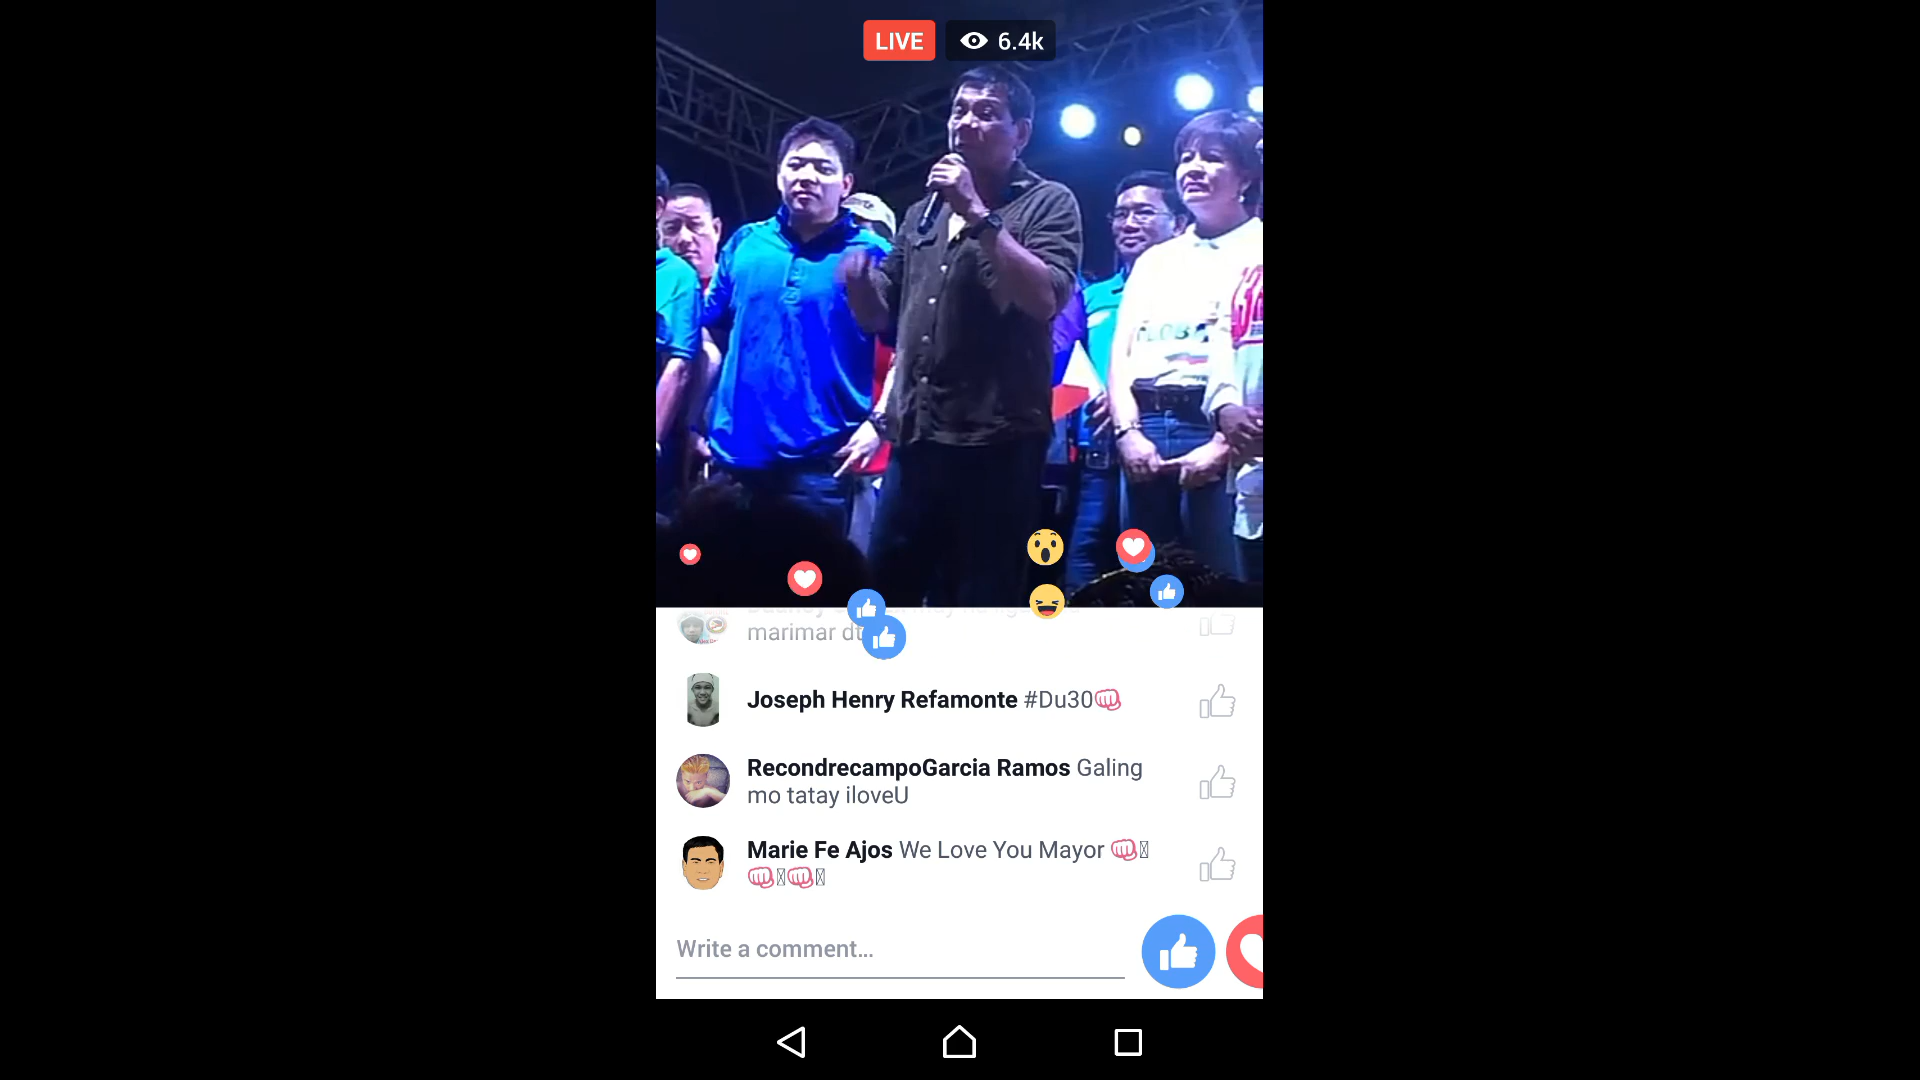 LIVE 6.4k
marimar
Joseph Henry Refamonte #Du30👊
RecondrecampoGarcia Ramos Galing
mo tatay iloveU
Marie Fe Ajos We Love You Mayor 👊
👊👊
Write a comment...